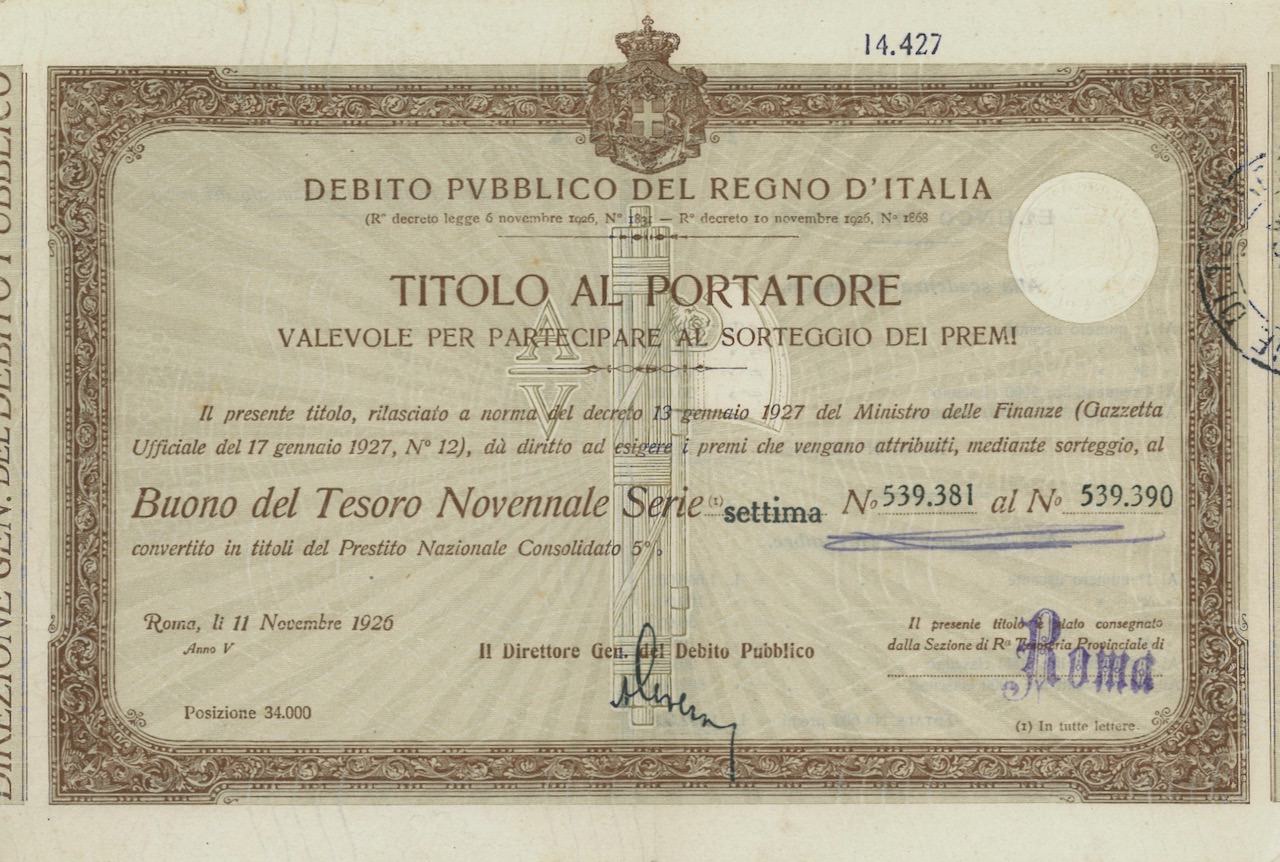 14.427
DIREZIONE GEN. DEL DEBITO PUBBLICO
DEBITO PVBBLICO DEL REGNO D'ITALIA
(Rº decreto legge 6 novembre 1926, Nº 1831 — Rº decreto 10 novembre 1926, Nº 1868
TITOLO AL PORTATORE
VALEVOLE PER PARTECIPARE AL SORTEGGIO DEI PREMI
A
V
Il presente titolo, rilasciato a norma del decreto 13 gennaio 1927 del Ministro delle Finanze (Gazzetta
Ufficiale del 17 gennaio 1927, Nº 12), dà diritto ad esigere i premi che vengano attribuiti, mediante sorteggio, al
Buono del Tesoro Novennale Serie (1) settima Nº 539.381 al Nº 539.390
convertito in titoli del Prestito Nazionale Consolidato 5%.
Roma, li 11 Novembre 1926
Anno V
Il Direttore Gen. del Debito Pubblico
Il presente titolo è stato consegnato
dalla Sezione di Rª Tesoreria Provinciale di
Roma
Posizione 34.000
(1) In tutte lettere.